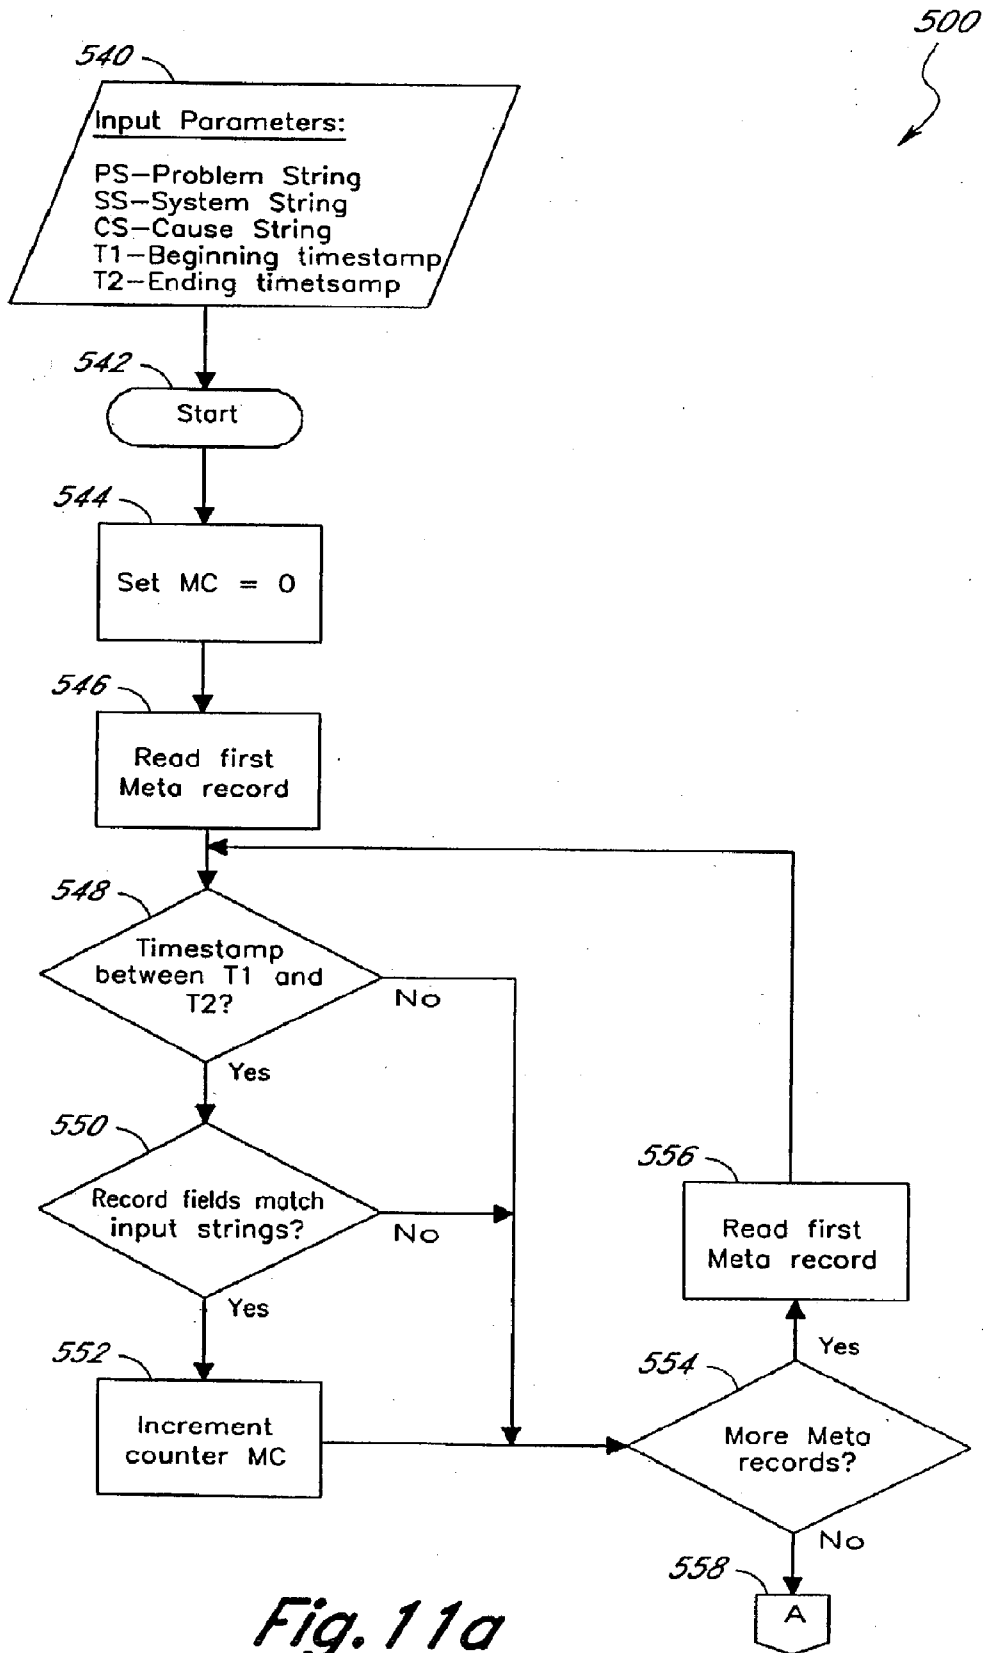 500
540
Input Parameters:
PS-Problem String
SS-System String
CS-Cause String
T1-Beginning timestamp
T2-Ending timetsamp
542
Start
544
Set MC = 0
546
Read first
Meta record
548
Timestamp
between T1 and
T2?
No
Yes
550
Record fields match
input strings?
No
Yes
552
Increment
counter MC
556
Read first
Meta record
Yes
554
More Meta
records?
No
558
A
Fig. 11a